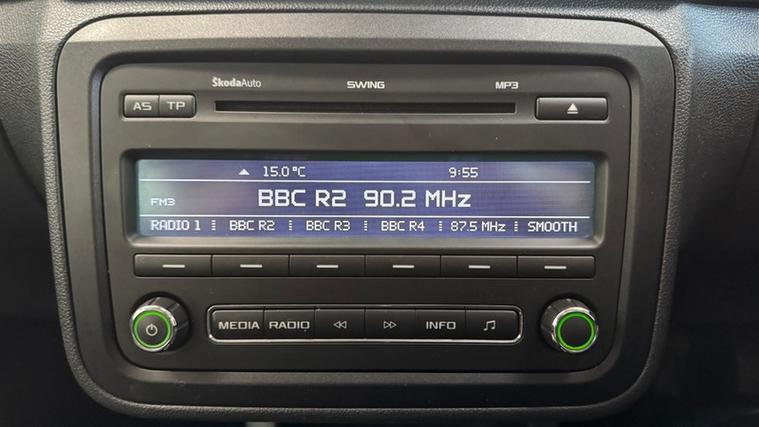 ŠkodaAuto SWING MP3
AS TP
15.0°C 9:55
FM3 BBC R2 90.2 MHz
RADIO 1 BBC R2 BBC R3 BBC R4 87.5 MHz SMOOTH
MEDIA RADIO INFO